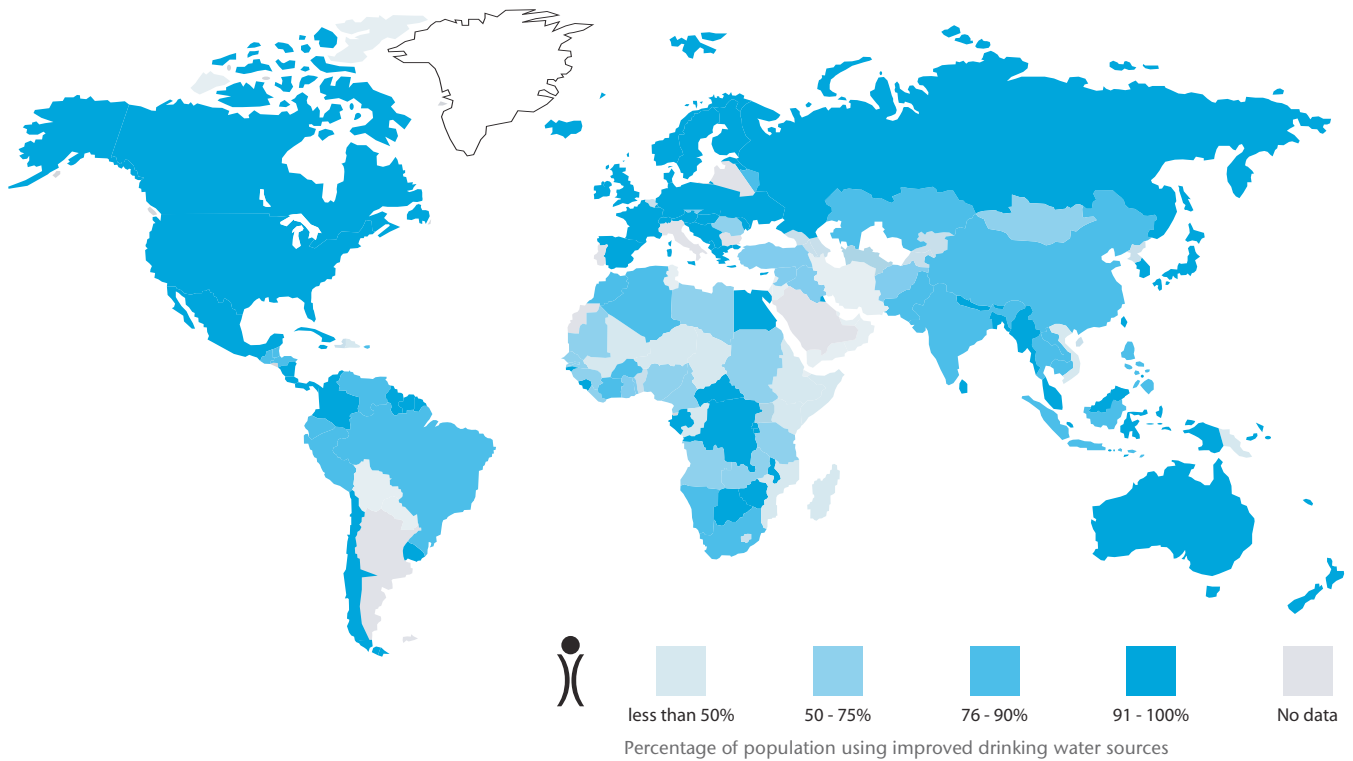 less than 50%
50 - 75%
76 - 90%
91 - 100%
No data
Percentage of population using improved drinking water sources